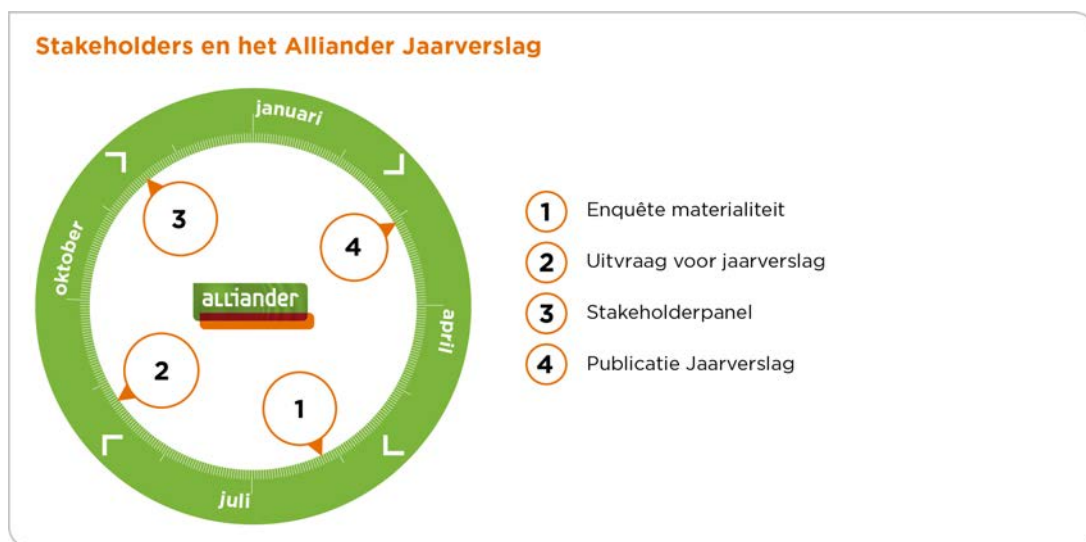 Stakeholders en het Alliander Jaarverslag
januari
april
juli
oktober
3
4
2
1
alliander
1 Enquête materialiteit
2 Uitvraag voor jaarverslag
3 Stakeholderpanel
4 Publicatie Jaarverslag